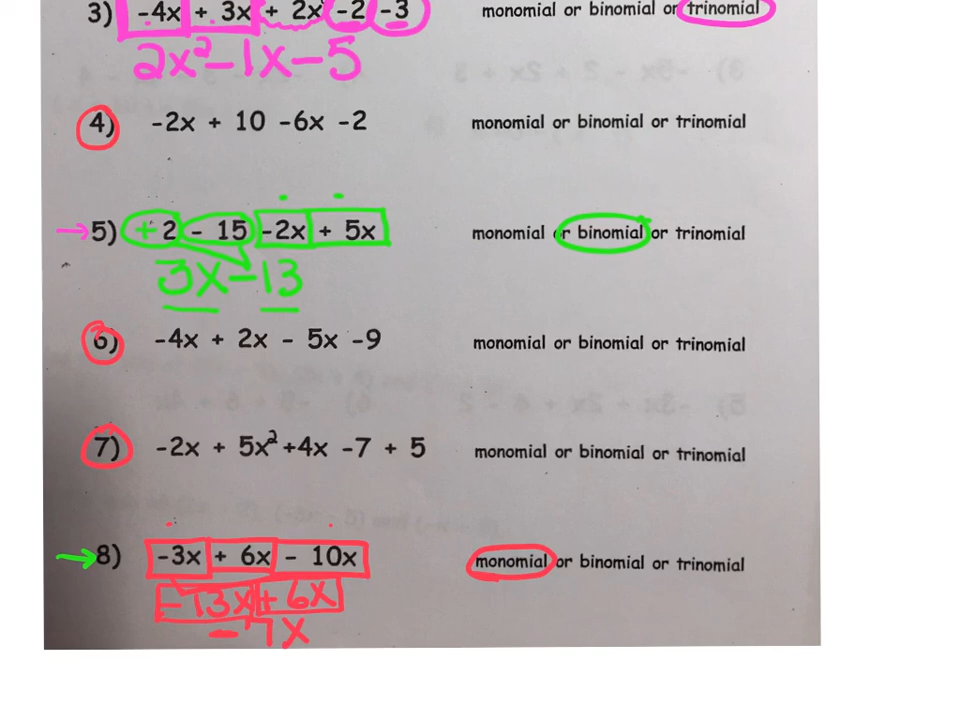 3) -4x + 3x + 2x -2 -3 monomial or binomial or trinomial
2x² -1x -5
4) -2x + 10 -6x -2 monomial or binomial or trinomial
→ 5) +2 - 15 -2x + 5x monomial or binomial or trinomial
3x -13
6) -4x + 2x - 5x -9 monomial or binomial or trinomial
7) -2x + 5x² +4x -7 + 5 monomial or binomial or trinomial
→ 8) -3x + 6x - 10x monomial or binomial or trinomial
-13x + 6x
-7x